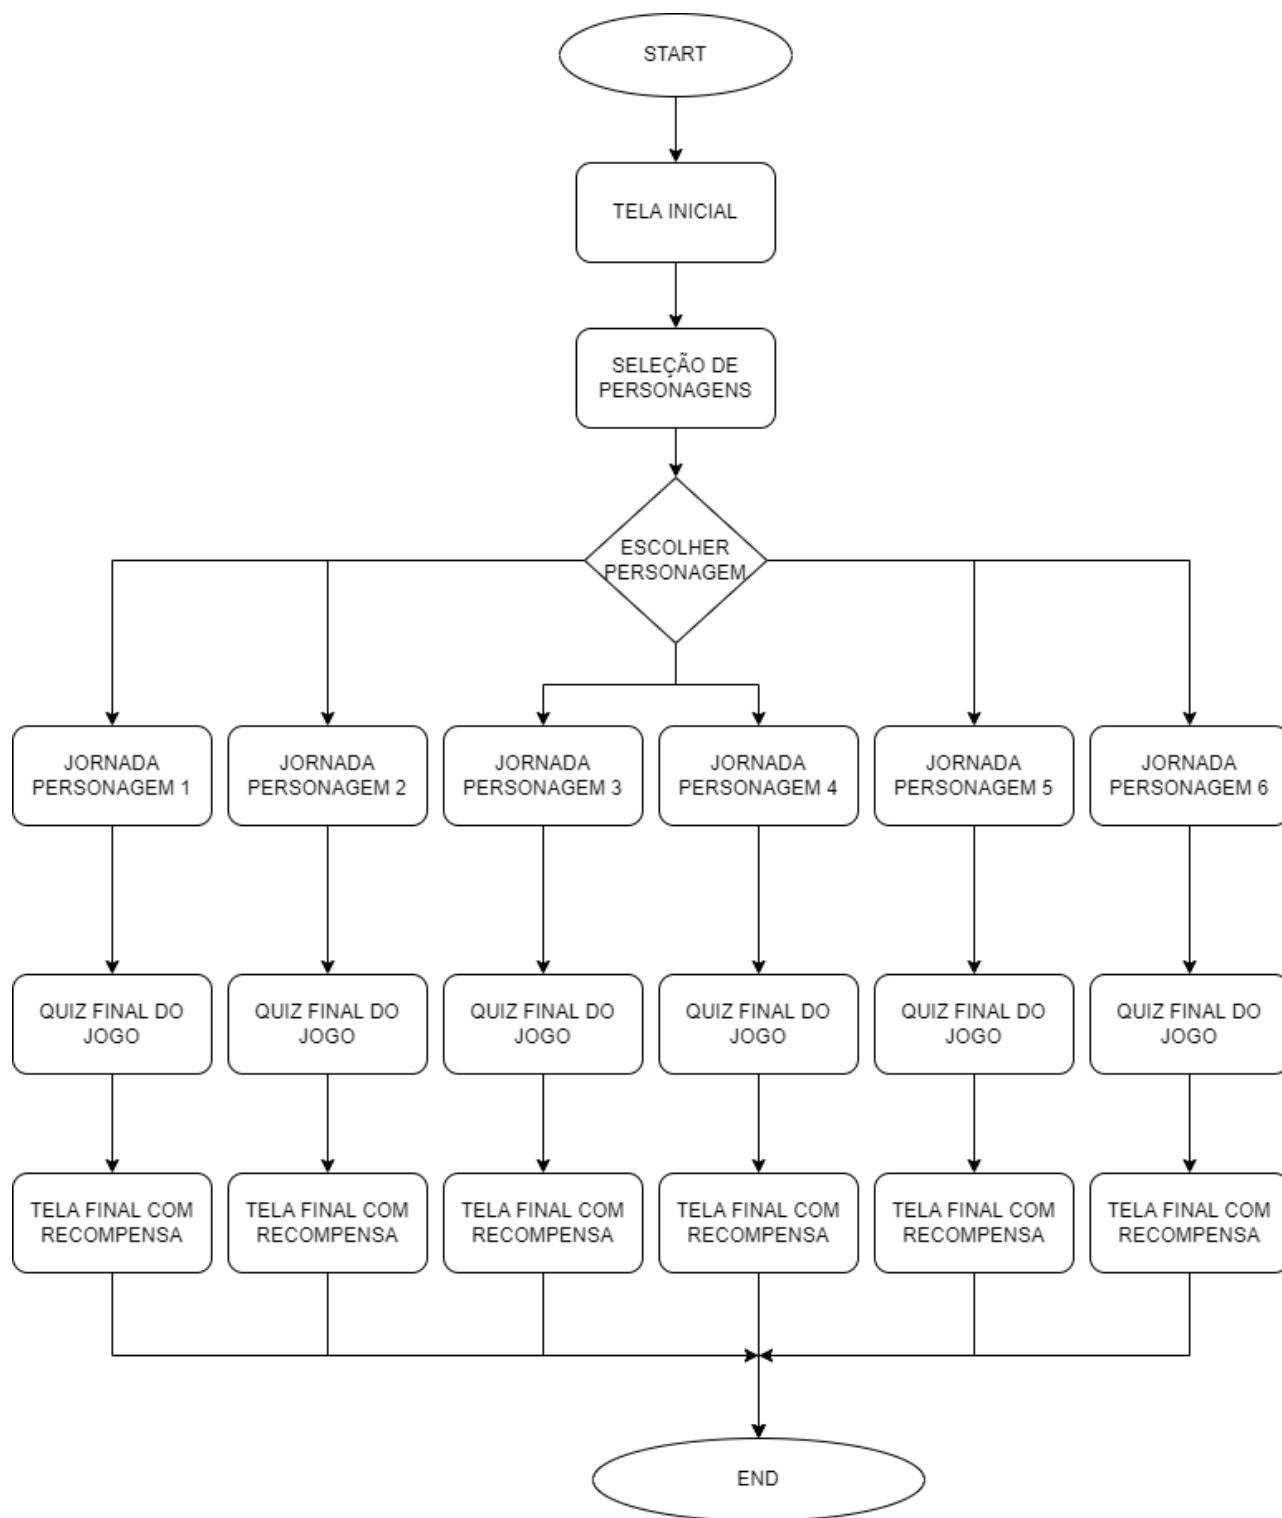 START
TELA INICIAL
SELEÇÃO DE
PERSONAGENS
ESCOLHER
PERSONAGEM
JORNADA
PERSONAGEM 1
JORNADA
PERSONAGEM 2
JORNADA
PERSONAGEM 3
JORNADA
PERSONAGEM 4
JORNADA
PERSONAGEM 5
JORNADA
PERSONAGEM 6
QUIZ FINAL DO
JOGO
QUIZ FINAL DO
JOGO
QUIZ FINAL DO
JOGO
QUIZ FINAL DO
JOGO
QUIZ FINAL DO
JOGO
QUIZ FINAL DO
JOGO
TELA FINAL COM
RECOMPENSA
TELA FINAL COM
RECOMPENSA
TELA FINAL COM
RECOMPENSA
TELA FINAL COM
RECOMPENSA
TELA FINAL COM
RECOMPENSA
TELA FINAL COM
RECOMPENSA
END